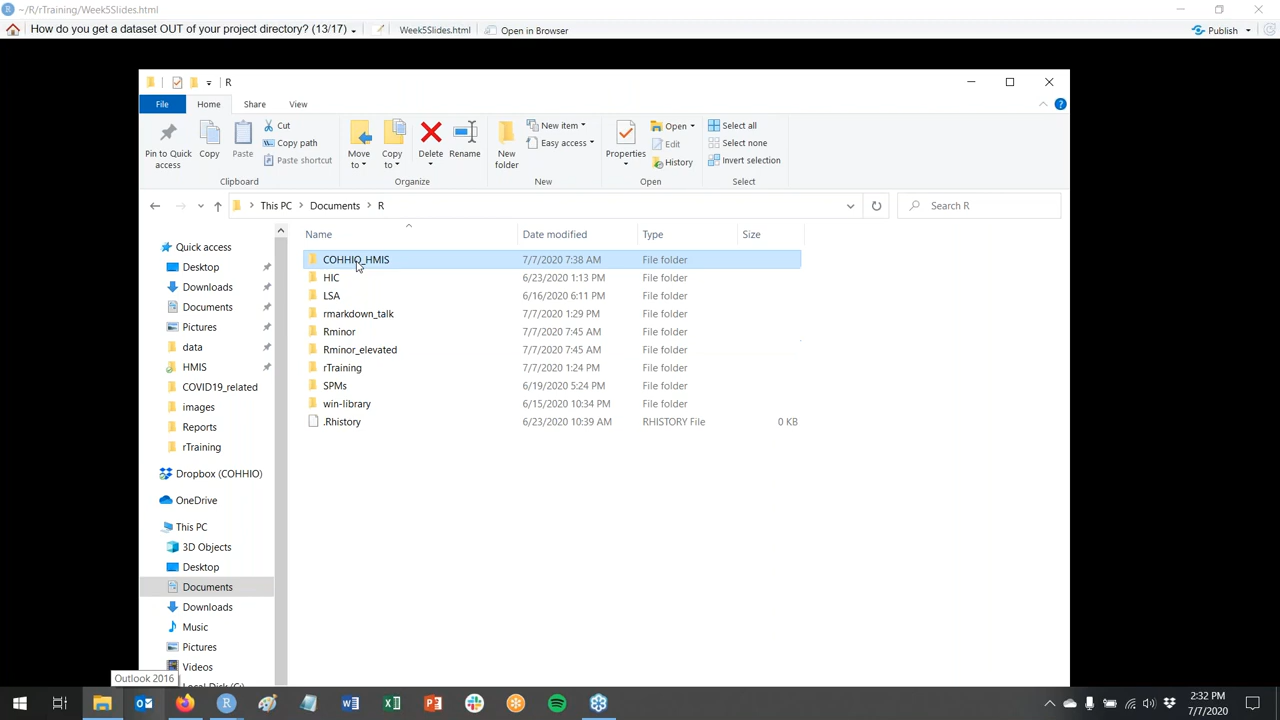 ~/R/rTraining/Week5Slides.html
How do you get a dataset OUT of your project directory? (13/17)
Week5Slides.html
Open in Browser
Publish
R
File
Home
Share
View
Pin to Quick access
Copy
Paste
Cut
Copy path
Paste shortcut
Clipboard
Move to
Copy to
Delete
Rename
Organize
New folder
New item
Easy access
New
Properties
Open
Edit
History
Open
Select all
Select none
Invert selection
Select
This PC > Documents > R
Search R
Name Date modified Type Size
COHHIO_HMIS 7/7/2020 7:38 AM File folder
HIC 6/23/2020 1:13 PM File folder
LSA 6/16/2020 6:11 PM File folder
rmarkdown_talk 7/7/2020 1:29 PM File folder
Rminor 7/7/2020 7:45 AM File folder
Rminor_elevated 7/7/2020 7:45 AM File folder
rTraining 7/7/2020 1:24 PM File folder
SPMs 6/19/2020 5:24 PM File folder
win-library 6/15/2020 10:34 PM File folder
.Rhistory 6/23/2020 10:39 AM RHISTORY File 0 KB
Quick access
Desktop
Downloads
Documents
Pictures
data
HMIS
COVID19_related
images
Reports
rTraining
Dropbox (COHHIO)
OneDrive
This PC
3D Objects
Desktop
Documents
Downloads
Music
Pictures
Videos
Outlook 2016
2:32 PM
7/7/2020